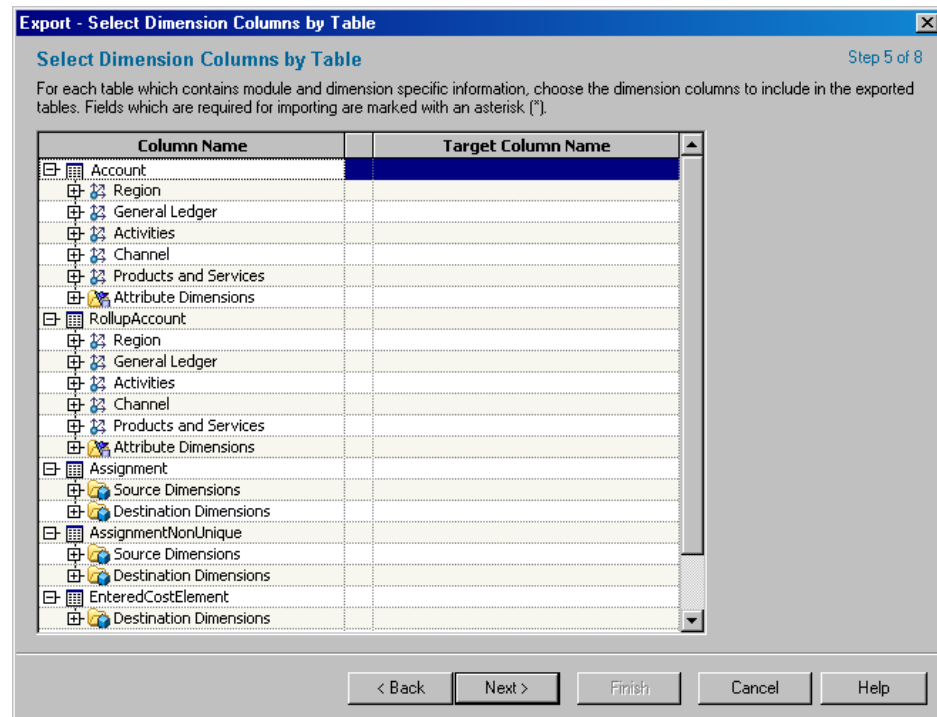 Export - Select Dimension Columns by Table
Select Dimension Columns by Table
Step 5 of 8
For each table which contains module and dimension specific information, choose the dimension columns to include in the exported
tables. Fields which are required for importing are marked with an asterisk (*).
Column Name Target Column Name
Account
Region
General Ledger
Activities
Channel
Products and Services
Attribute Dimensions
RollupAccount
Region
General Ledger
Activities
Channel
Products and Services
Attribute Dimensions
Assignment
Source Dimensions
Destination Dimensions
AssignmentNonUnique
Source Dimensions
Destination Dimensions
EnteredCostElement
Destination Dimensions
< Back Next > Finish Cancel Help